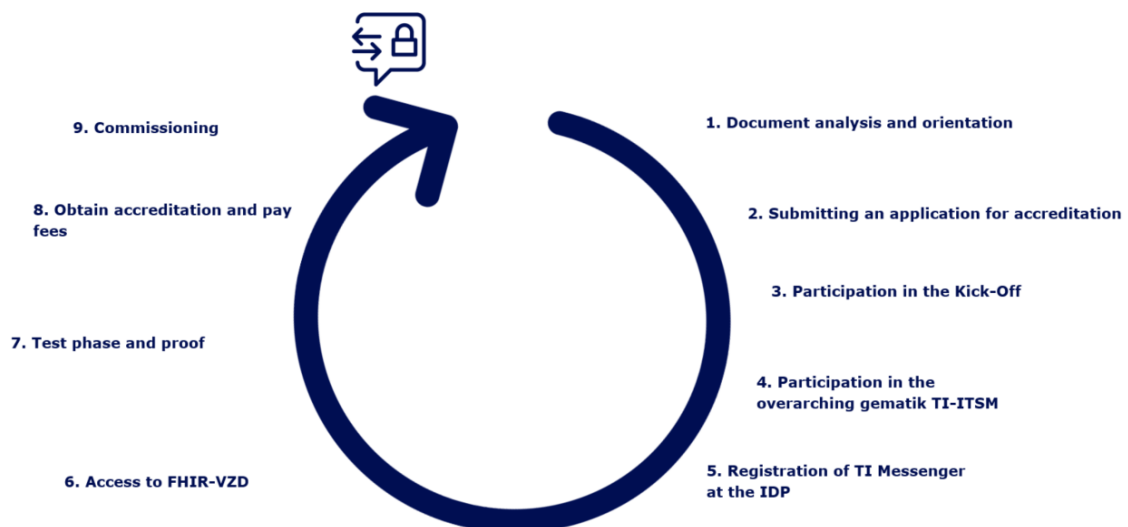 1. Document analysis and orientation
2. Submitting an application for accreditation
3. Participation in the Kick-Off
4. Participation in the
overarching gematik TI-ITSM
5. Registration of TI Messenger
at the IDP
6. Access to FHIR-VZD
7. Test phase and proof
8. Obtain accreditation and pay
fees
9. Commissioning